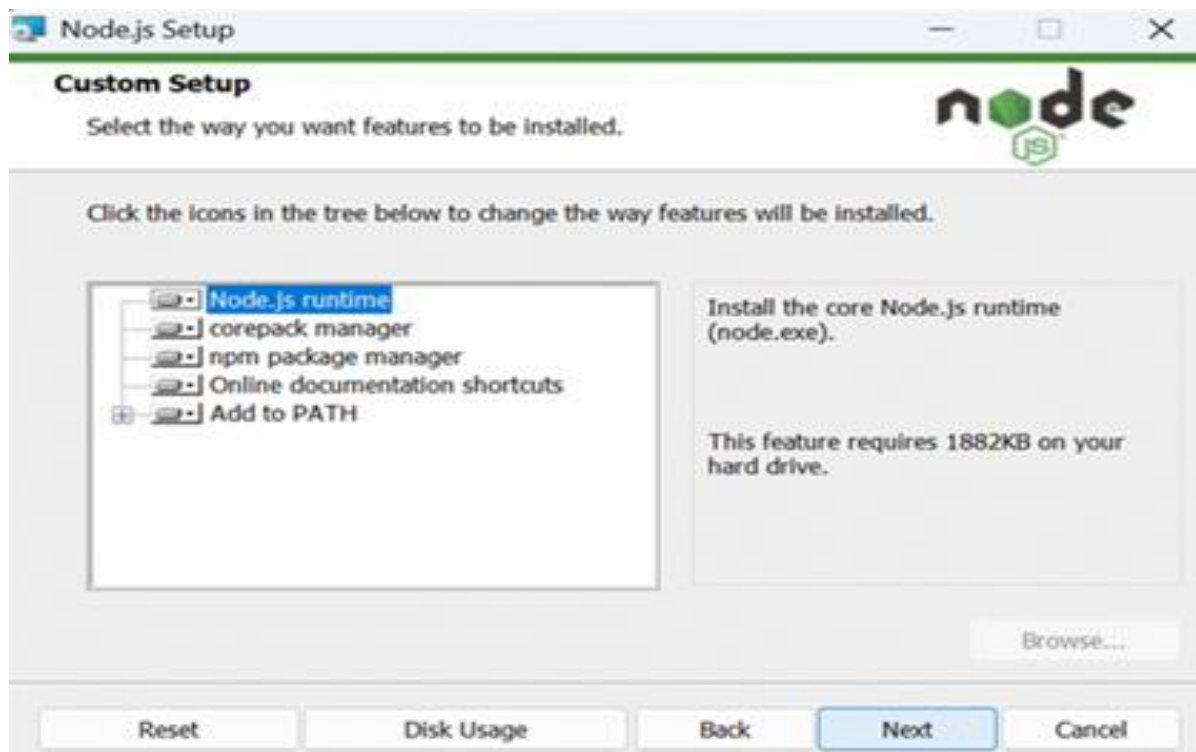 Node.js Setup
Custom Setup
Select the way you want features to be installed.
node
JS
Click the icons in the tree below to change the way features will be installed.
Node.js runtime
corepack manager
npm package manager
Online documentation shortcuts
Add to PATH
Install the core Node.js runtime
(node.exe).
This feature requires 1882KB on your
hard drive.
Browse...
Reset
Disk Usage
Back
Next
Cancel